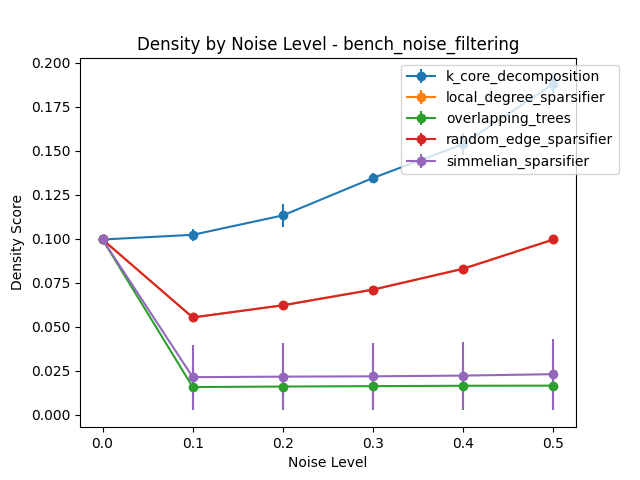 Density by Noise Level - bench_noise_filtering
k_core_decomposition
local_degree_sparsifier
overlapping_trees
random_edge_sparsifier
simmelian_sparsifier
Density Score
0.200
0.175
0.150
0.125
0.100
0.075
0.050
0.025
0.000
0.0 0.1 0.2 0.3 0.4 0.5
Noise Level